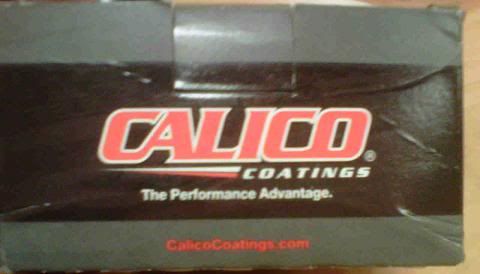 CALICO®
COATINGS
The Performance Advantage.
CalicoCoatings.com